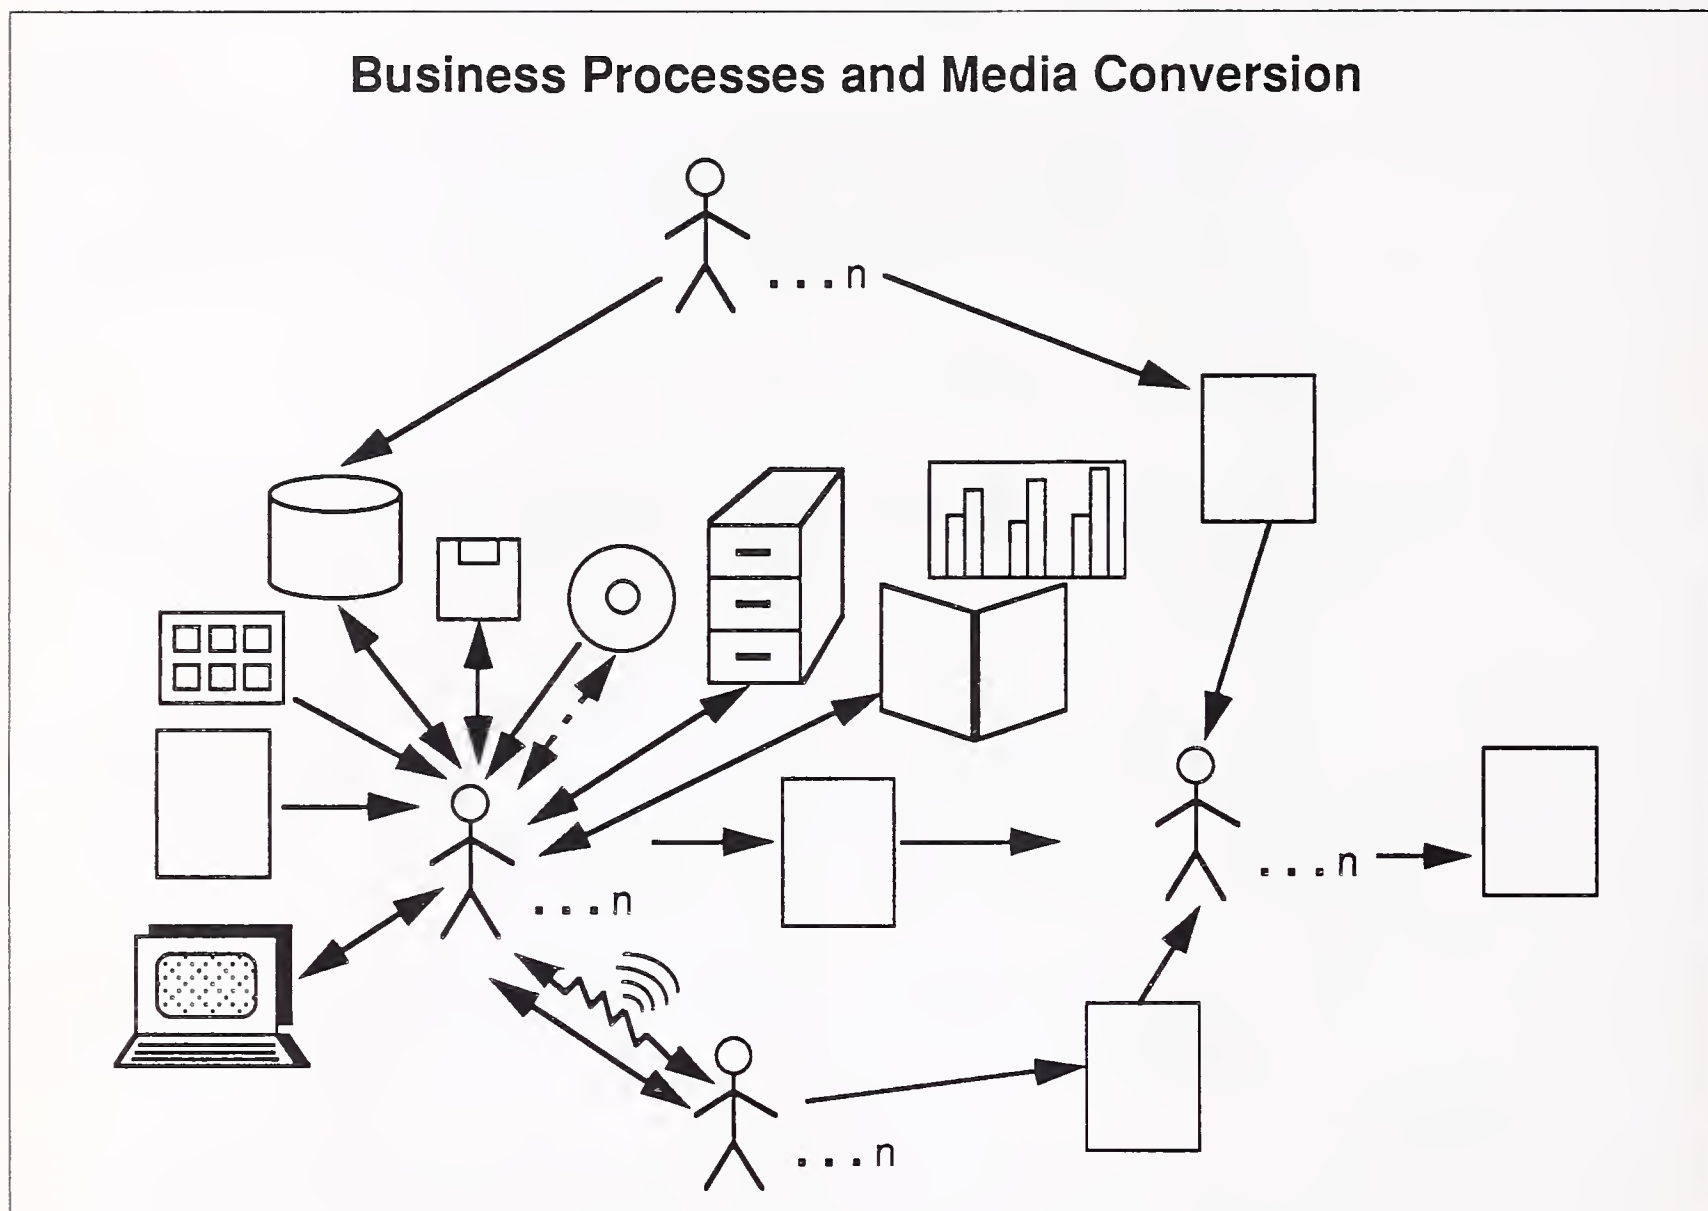 Business Processes and Media Conversion
...n
...n
...n
...n